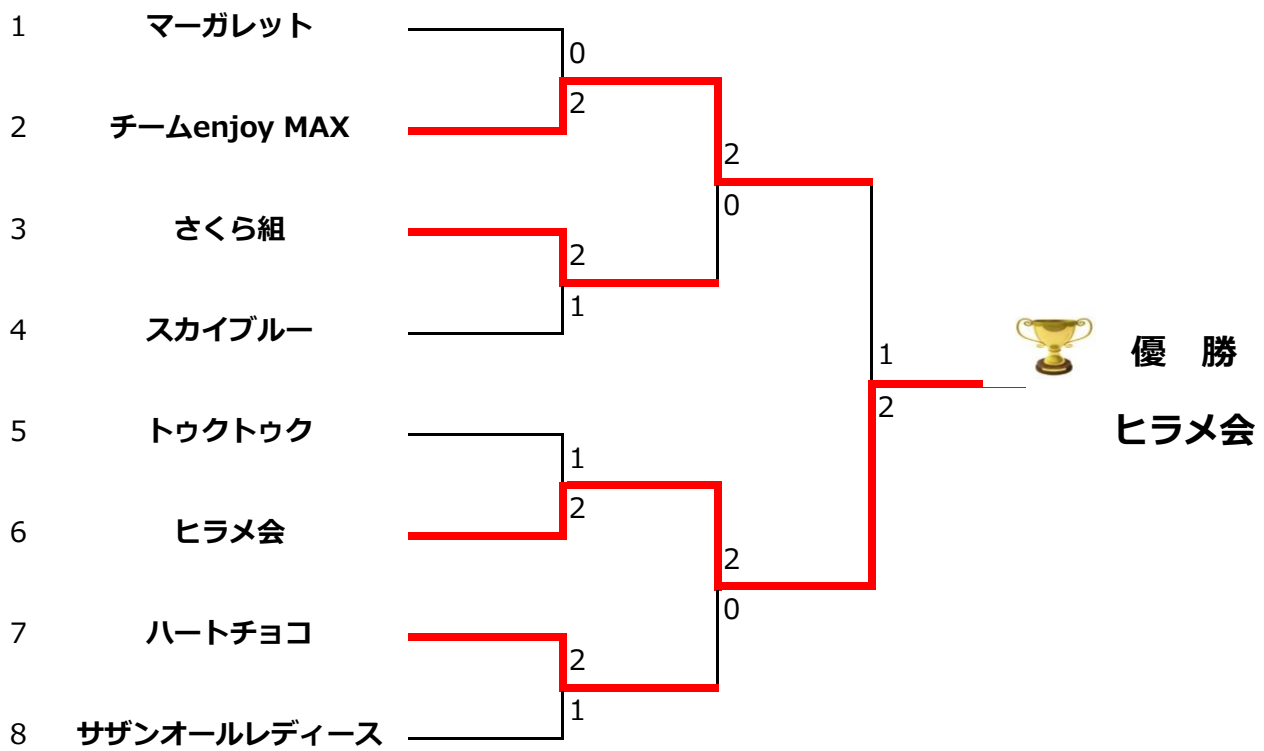 1 マーガレット
0
2
2 チームenjoy MAX
2
0
3 さくら組
2
1
4 スカイブルー
優　勝
1
2
ヒラメ会
5 トゥクトゥク
1
2
6 ヒラメ会
2
0
7 ハートチョコ
2
1
8 サザンオールレディース